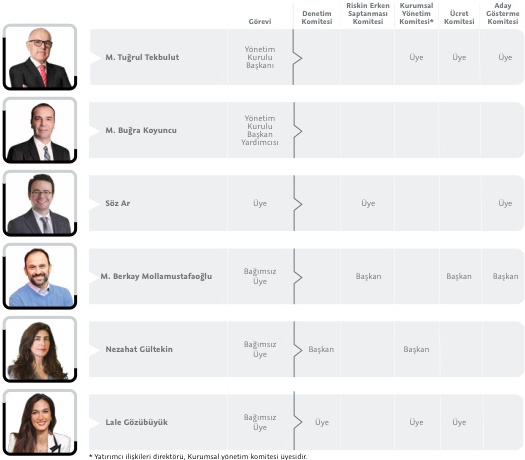 Görevi
Denetim
Komitesi
Riskin Erken
Saptanması
Komitesi
Kurumsal
Yönetim
Komitesi*
Ücret
Komitesi
Aday
Gösterme
Komitesi
M. Tuğrul Tekbulut
Yönetim
Kurulu
Başkanı
Üye
Üye
Üye
M. Buğra Koyuncu
Yönetim
Kurulu
Başkan
Yardımcısı
Söz Ar
Üye
Üye
Üye
M. Berkay Mollamustafaoğlu
Bağımsız
Üye
Başkan
Başkan
Başkan
Nezahat Gültekin
Bağımsız
Üye
Başkan
Başkan
Lale Gözübüyük
Bağımsız
Üye
Üye
Üye
Üye
* Yatırımcı ilişkileri direktörü, Kurumsal yönetim komitesi üyesidir.